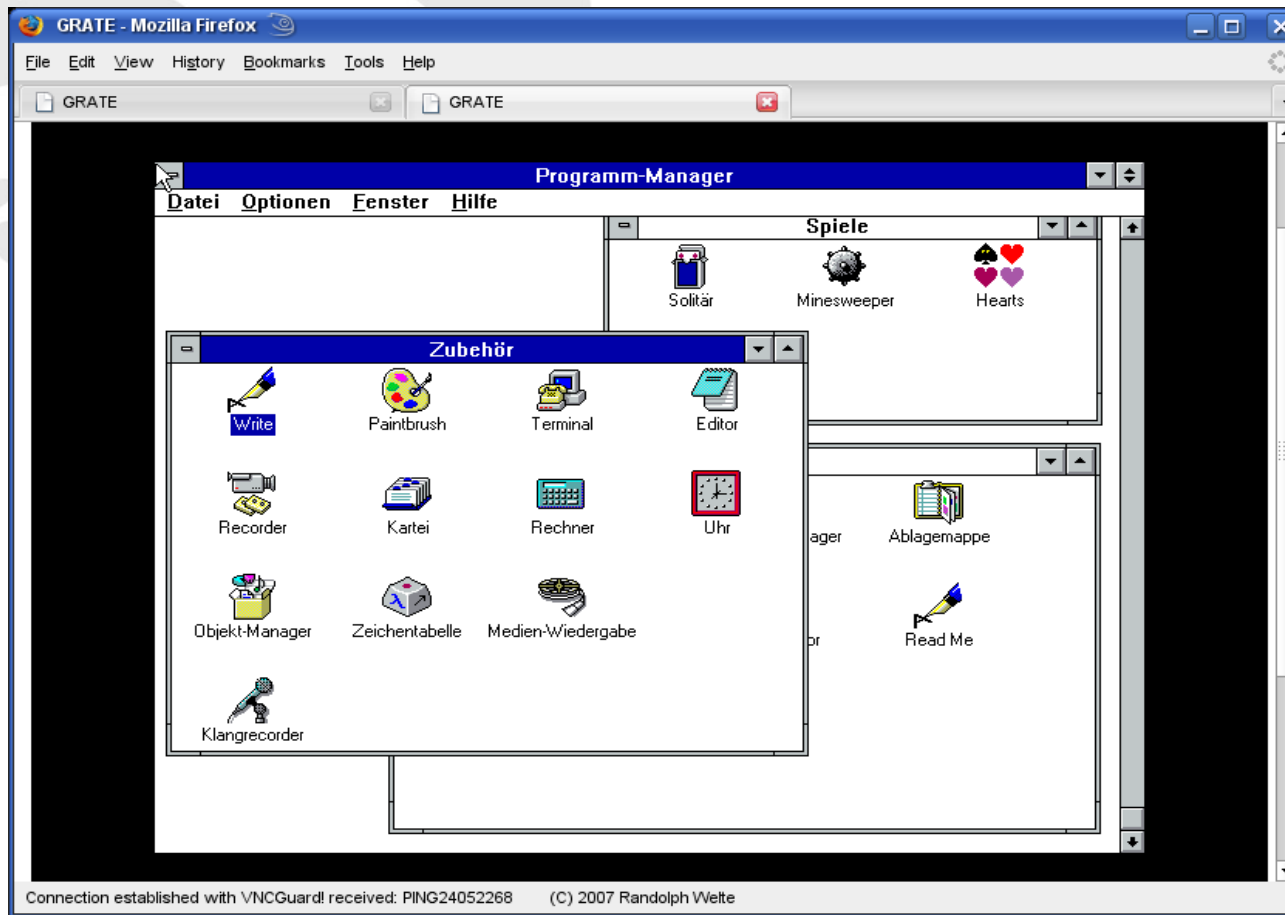 GRATE - Mozilla Firefox
File Edit View History Bookmarks Tools Help
GRATE GRATE
Programm-Manager
Datei Optionen Fenster Hilfe
Spiele
Solitär Minesweeper Hearts
Zubehör
Write Paintbrush Terminal Editor
Recorder Kartei Rechner Uhr
ager Ablagemappe
Objekt-Manager Zeichentabelle Medien-Wiedergabe
or Read Me
Klangrecorder
Connection established with VNCGuard! received: PING24052268 (C) 2007 Randolph Welte